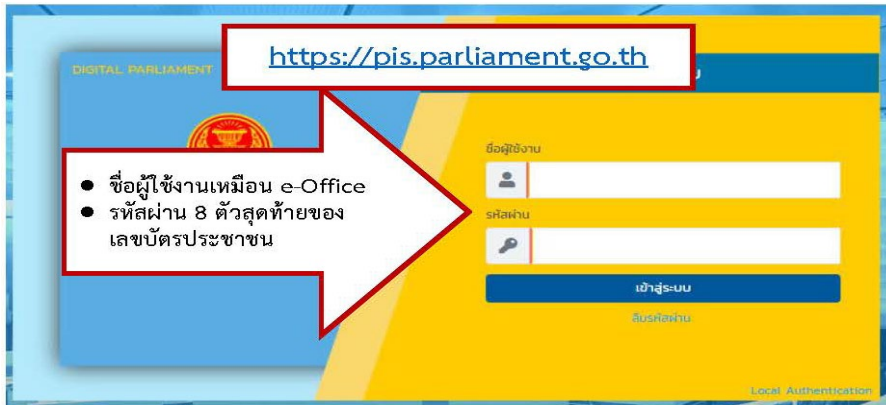 https://pis.parliament.go.th
DIGITAL PARLIAMENT
ชื่อผู้ใช้งาน
● ชื่อผู้ใช้งานเหมือน e-Office
● รหัสผ่าน 8 ตัวสุดท้ายของ
เลขบัตรประชาชน
รหัสผ่าน
เข้าสู่ระบบ
ลืมรหัสผ่าน
Local Authentication